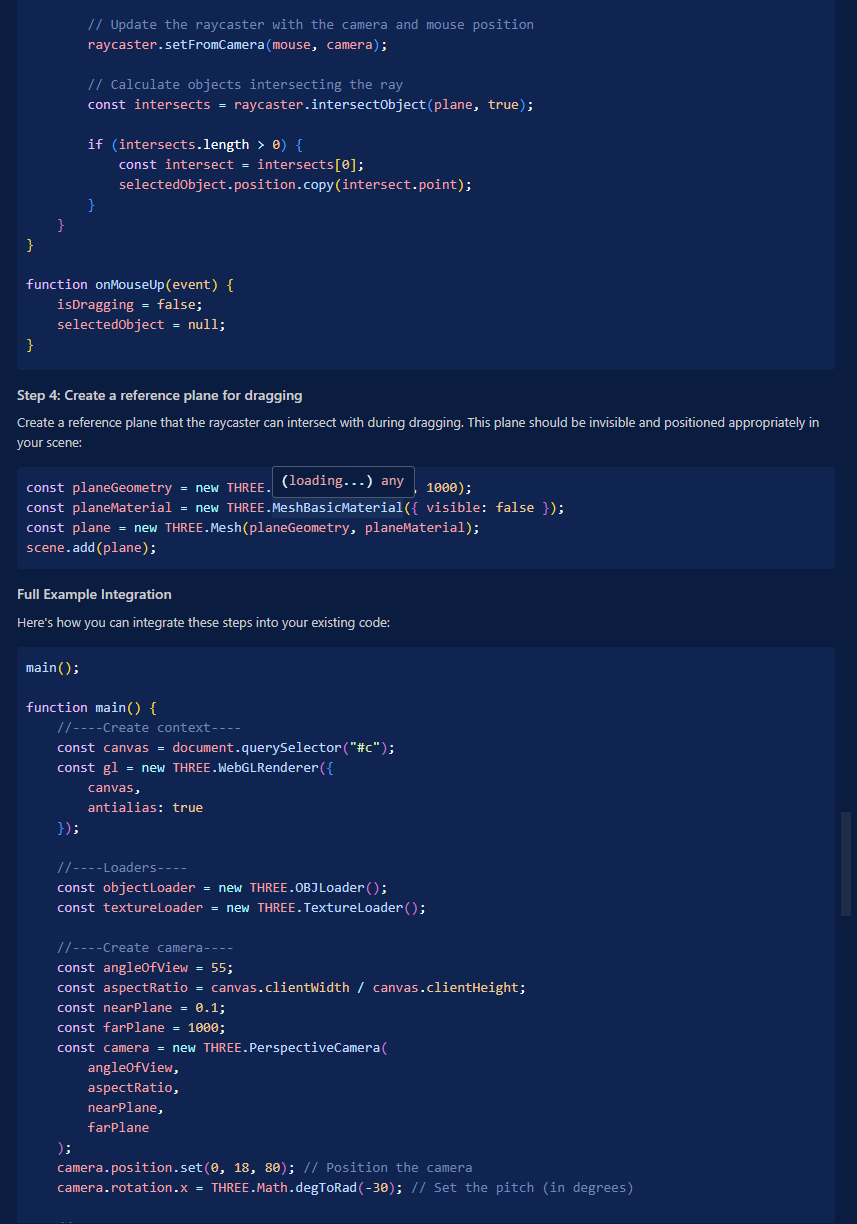 // Update the raycaster with the camera and mouse position
raycaster.setFromCamera(mouse, camera);
// Calculate objects intersecting the ray
const intersects = raycaster.intersectObject(plane, true);
if (intersects.length > 0) {
const intersect = intersects[0];
selectedObject.position.copy(intersect.point);
}
}
}
function onMouseUp(event) {
isDragging = false;
selectedObject = null;
}
Step 4: Create a reference plane for dragging
Create a reference plane that the raycaster can intersect with during dragging. This plane should be invisible and positioned appropriately in
your scene:
(loading...) any
const planeGeometry = new THREE. , 1000);
const planeMaterial = new THREE.MeshBasicMaterial({ visible: false });
const plane = new THREE.Mesh(planeGeometry, planeMaterial);
scene.add(plane);
Full Example Integration
Here's how you can integrate these steps into your existing code:
main();
function main() {
//----Create context----
const canvas = document.querySelector("#c");
const gl = new THREE.WebGLRenderer({
canvas,
antialias: true
});
//----Loaders----
const objectLoader = new THREE.OBJLoader();
const textureLoader = new THREE.TextureLoader();
//----Create camera----
const angleOfView = 55;
const aspectRatio = canvas.clientWidth / canvas.clientHeight;
const nearPlane = 0.1;
const farPlane = 1000;
const camera = new THREE.PerspectiveCamera(
angleOfView,
aspectRatio,
nearPlane,
farPlane
);
camera.position.set(0, 18, 80); // Position the camera
camera.rotation.x = THREE.Math.degToRad(-30); // Set the pitch (in degrees)